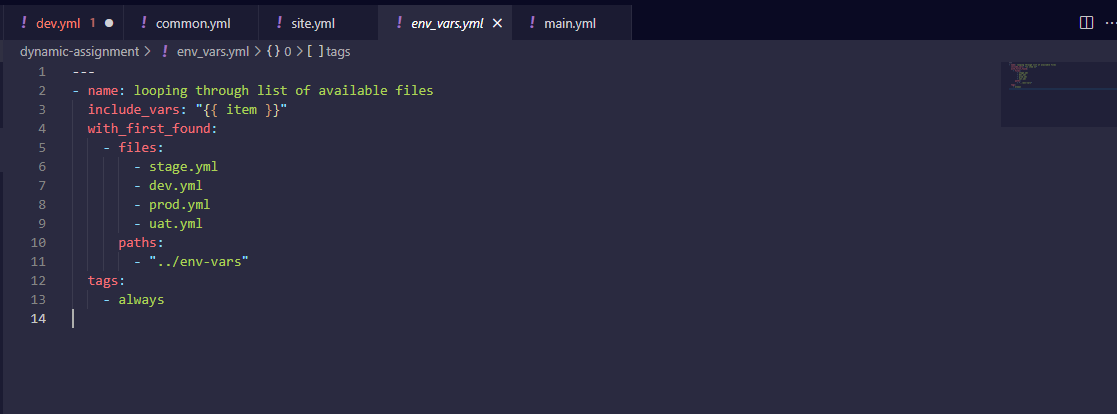 ! dev.yml 1 ● ! common.yml ! site.yml ! env_vars.yml × ! main.yml ...
dynamic-assignment > ! env_vars.yml > {} 0 > [ ] tags
1 ---
2 - name: looping through list of available files
3   include_vars: "{{ item }}"
4   with_first_found:
5     - files:
6         - stage.yml
7         - dev.yml
8         - prod.yml
9         - uat.yml
10       paths:
11         - "../env-vars"
12   tags:
13     - always
14